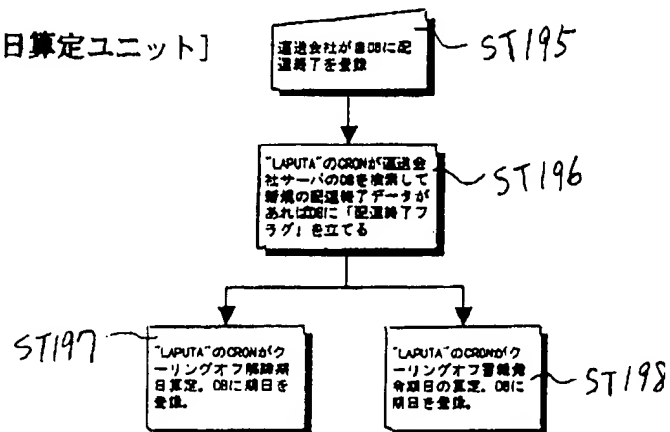 日算定ユニット]
運送会社が自DBに配
送終了を登録
ST195
"LAPUTA"のCRONが運送会
社サーバのDBを検索して
新規の配送終了データが
あればDBに「配送終了フ
ラグ」を立てる
ST196
ST197
"LAPUTA"のCRONがク
ーリングオフ解除期
日算定。DBに期日を
登録。
"LAPUTA"のCRONがク
ーリングオフ警報発
令期日の算定。DBに
期日を登録。
ST198